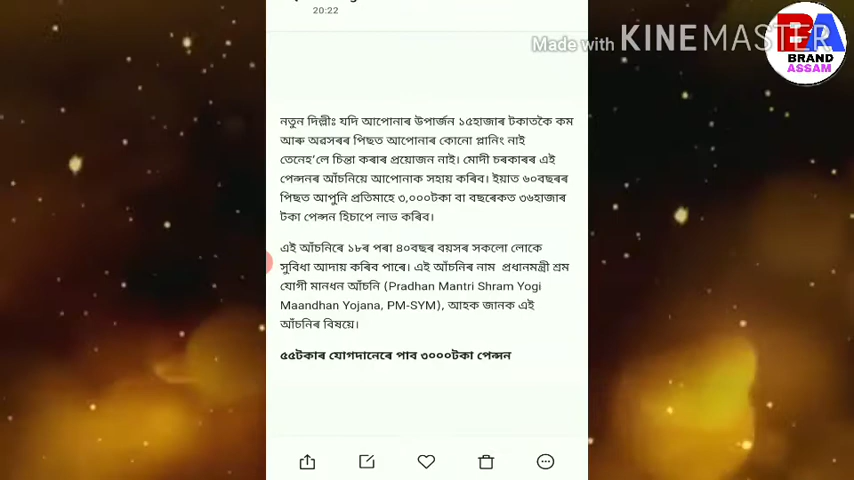 20:22
Made with KINEMASTER
BA
BRAND
ASSAM
নতুন দিল্লীঃ যদি আপোনাৰ উপাৰ্জন ১৫হাজাৰ টকাতকৈ কম
আৰু অৱসৰৰ পিছত আপোনাৰ কোনো প্লানিং নাই
তেনেহ'লে চিন্তা কৰাৰ প্ৰয়োজন নাই। মোদী চৰকাৰৰ এই
পেন্সনৰ আঁচনিয়ে আপোনাক সহায় কৰিব। ইয়াত ৬০বছৰৰ
পিছত আপুনি প্ৰতিমাহে ৩,০০০টকা বা বছৰেকত ৩৬হাজাৰ
টকা পেন্সন হিচাপে লাভ কৰিব।
এই আঁচনিৰে ১৮ৰ পৰা ৪০বছৰ বয়সৰ সকলো লোকে
সুবিধা আদায় কৰিব পাৰে। এই আঁচনিৰ নাম প্ৰধানমন্ত্ৰী শ্ৰম
যোগী মানধন আঁচনি (Pradhan Mantri Shram Yogi
Maandhan Yojana, PM-SYM), আহক জানক এই
আঁচনিৰ বিষয়ে।
৫৫টকাৰ যোগদানেৰে পাব ৩০০০টকা পেন্সন